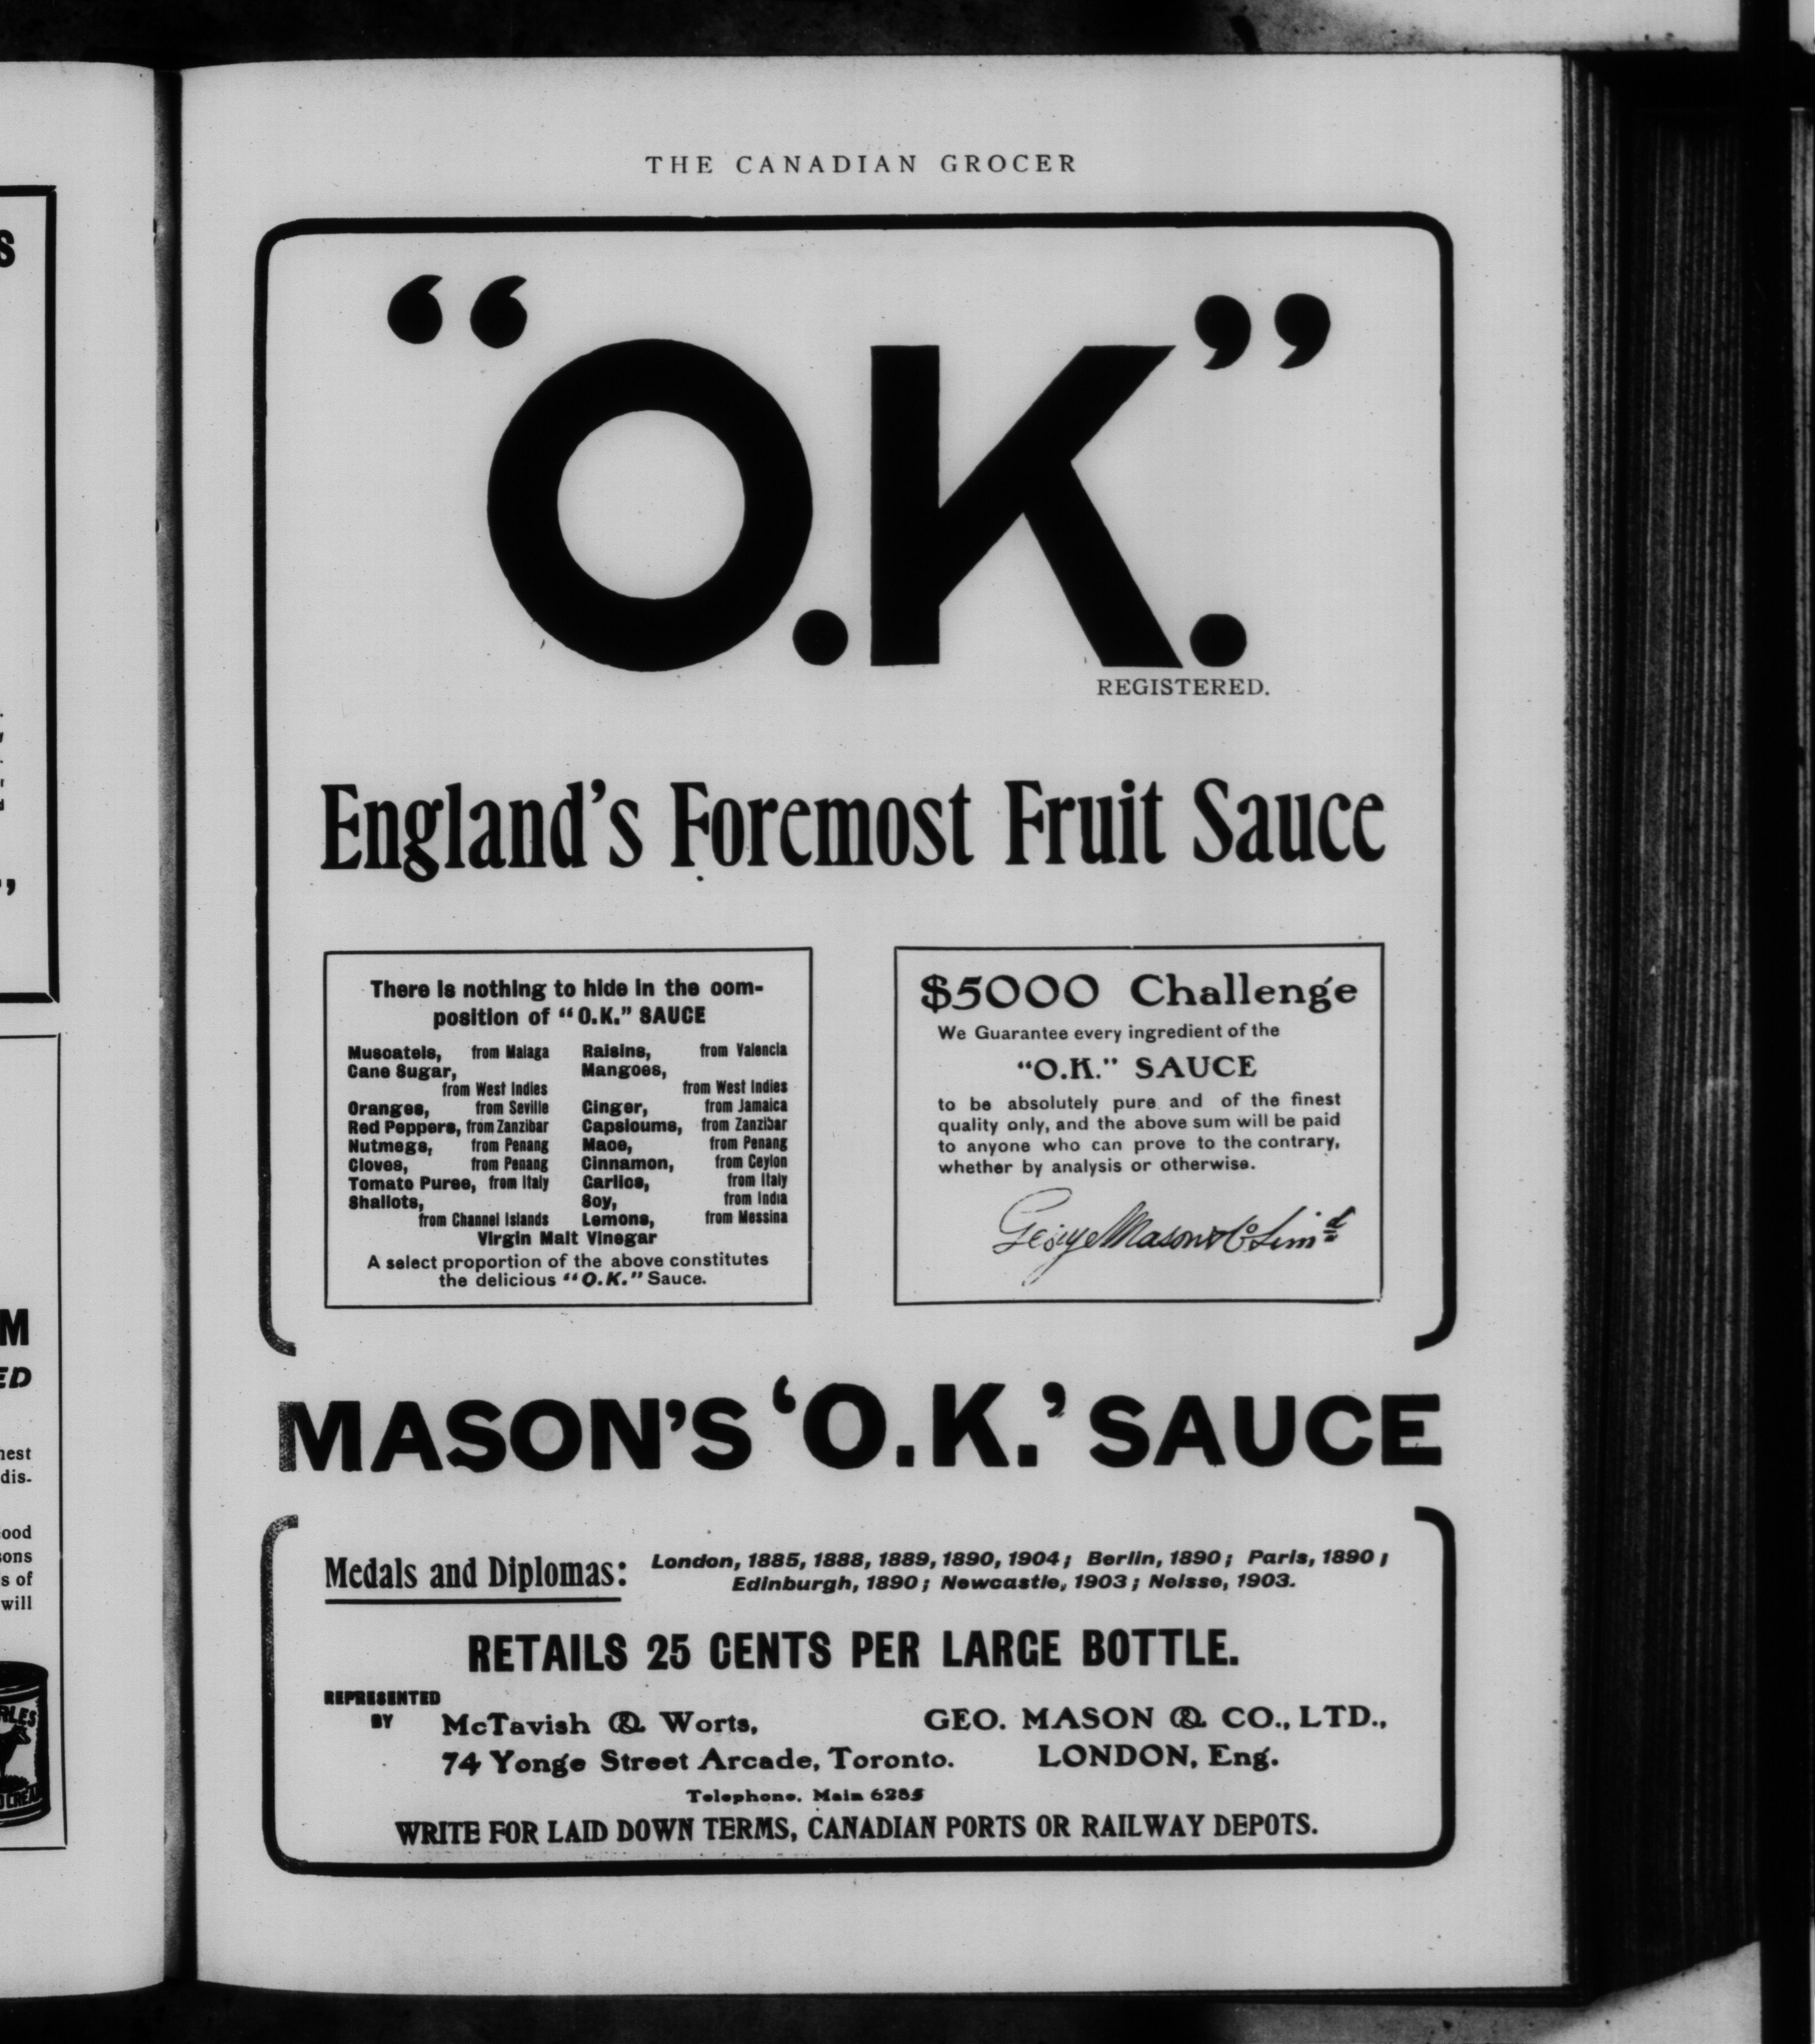 THE CANADIAN GROCER
“O.K.”
REGISTERED.
England's Foremost Fruit Sauce
There is nothing to hide in the com-
position of “O.K.” SAUCE
Muscatels, from Malaga
Cane Sugar,
from West Indies
Oranges, from Seville
Red Peppers, from Zanzibar
Nutmegs, from Penang
Cloves, from Penang
Tomato Puree, from Italy
Shallots,
from Channel Islands
Raisins, from Valencia
Mangoes,
from West Indies
Ginger, from Jamaica
Capsicums, from Zanzibar
Mace, from Penang
Cinnamon, from Ceylon
Garlics, from Italy
Soy, from India
Lemons, from Messina
Virgin Malt Vinegar
A select proportion of the above constitutes
the delicious “O.K.” Sauce.
$5000 Challenge
We Guarantee every ingredient of the
“O.K.” SAUCE
to be absolutely pure and of the finest
quality only, and the above sum will be paid
to anyone who can prove to the contrary,
whether by analysis or otherwise.
George Mason & Co Limd
MASON'S ‘O.K.’ SAUCE
Medals and Diplomas: London, 1885, 1888, 1889, 1890, 1904; Berlin, 1890; Paris, 1890;
Edinburgh, 1890; Newcastle, 1903; Neisse, 1903.
RETAILS 25 CENTS PER LARGE BOTTLE.
REPRESENTED
BY
McTavish & Worts,
74 Yonge Street Arcade, Toronto.
GEO. MASON & CO., LTD.,
LONDON, Eng.
Telephone, Main 6285
WRITE FOR LAID DOWN TERMS, CANADIAN PORTS OR RAILWAY DEPOTS.